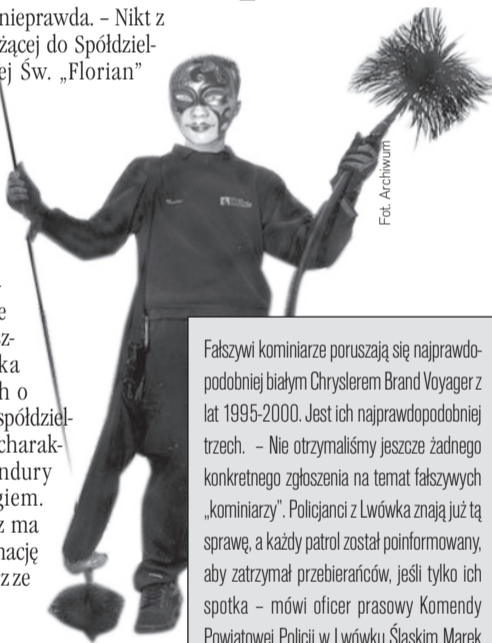 nieprawda. – Nikt z
żącej do Spółdziel-
ej Św. „Florian”
e
sz-
ka
h o
spółdziel-
charak-
ndury
giem.
z ma
nację
z ze
Fot. Archiwum
Fałszywi kominiarze poruszają się najprawdo-
podobniej białym Chryslerem Brand Voyager z
lat 1995-2000. Jest ich najprawdopodobniej
trzech. – Nie otrzymaliśmy jeszcze żadnego
konkretnego zgłoszenia na temat fałszywych
„kominiarzy”. Policjanci z Lwówka znają już tą
sprawę, a każdy patrol został poinformowany,
aby zatrzymał przebierańców, jeśli tylko ich
spotka – mówi oficer prasowy Komendy
Powiatowej Policji w Lwówku Śląskim Marek